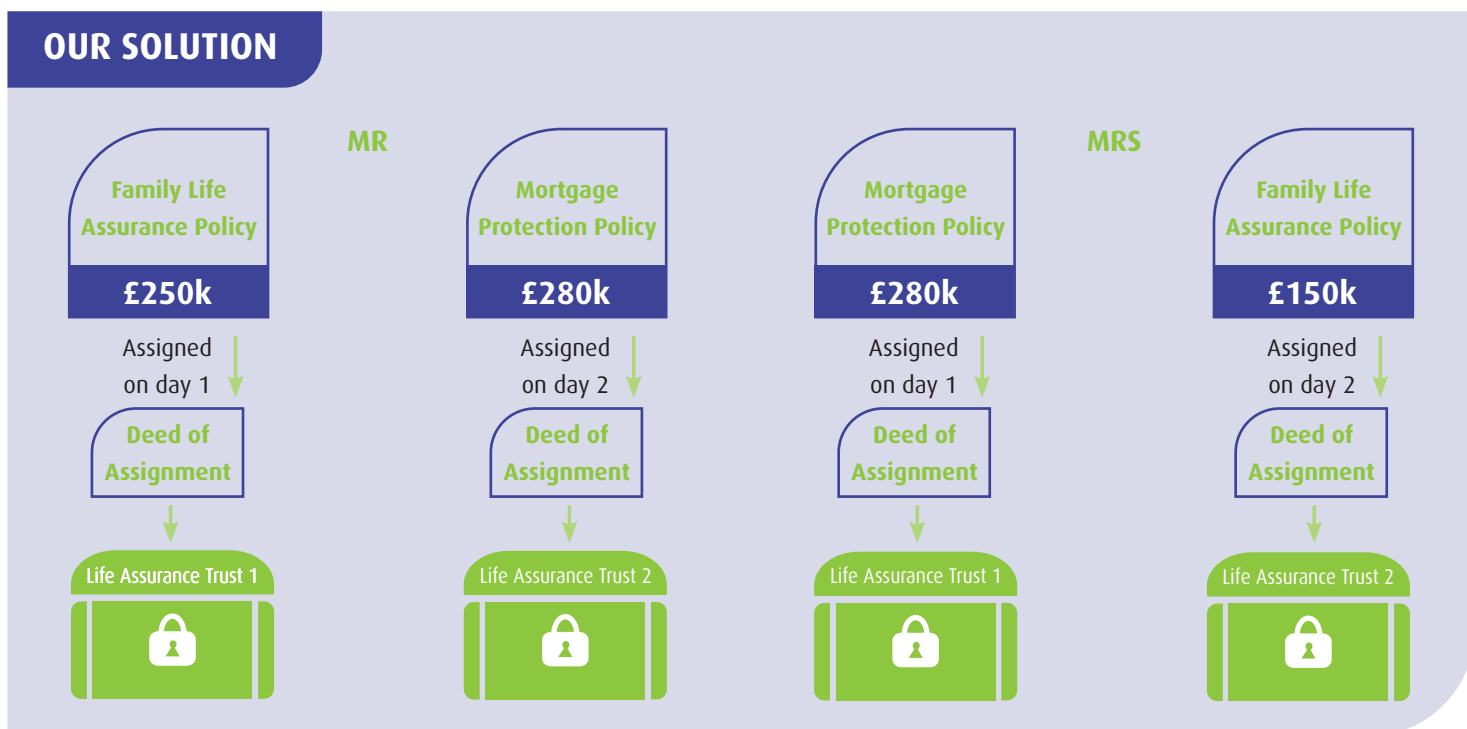 OUR SOLUTION
MR
MRS
Family Life
Assurance Policy
£250k
Assigned
on day 1
Deed of
Assignment
Life Assurance Trust 1
Mortgage
Protection Policy
£280k
Assigned
on day 2
Deed of
Assignment
Life Assurance Trust 2
Mortgage
Protection Policy
£280k
Assigned
on day 1
Deed of
Assignment
Life Assurance Trust 1
Family Life
Assurance Policy
£150k
Assigned
on day 2
Deed of
Assignment
Life Assurance Trust 2